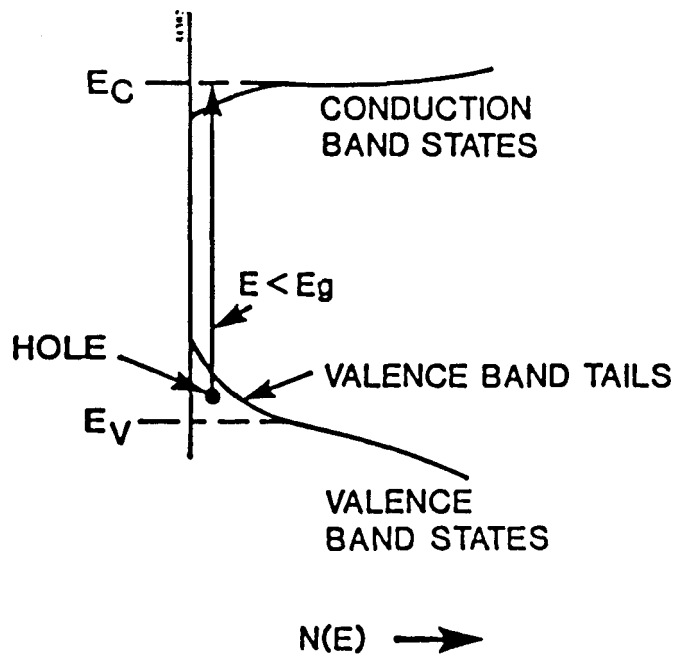 E_C
CONDUCTION
BAND STATES
E < Eg
HOLE
VALENCE BAND TAILS
E_V
VALENCE
BAND STATES
N(E)